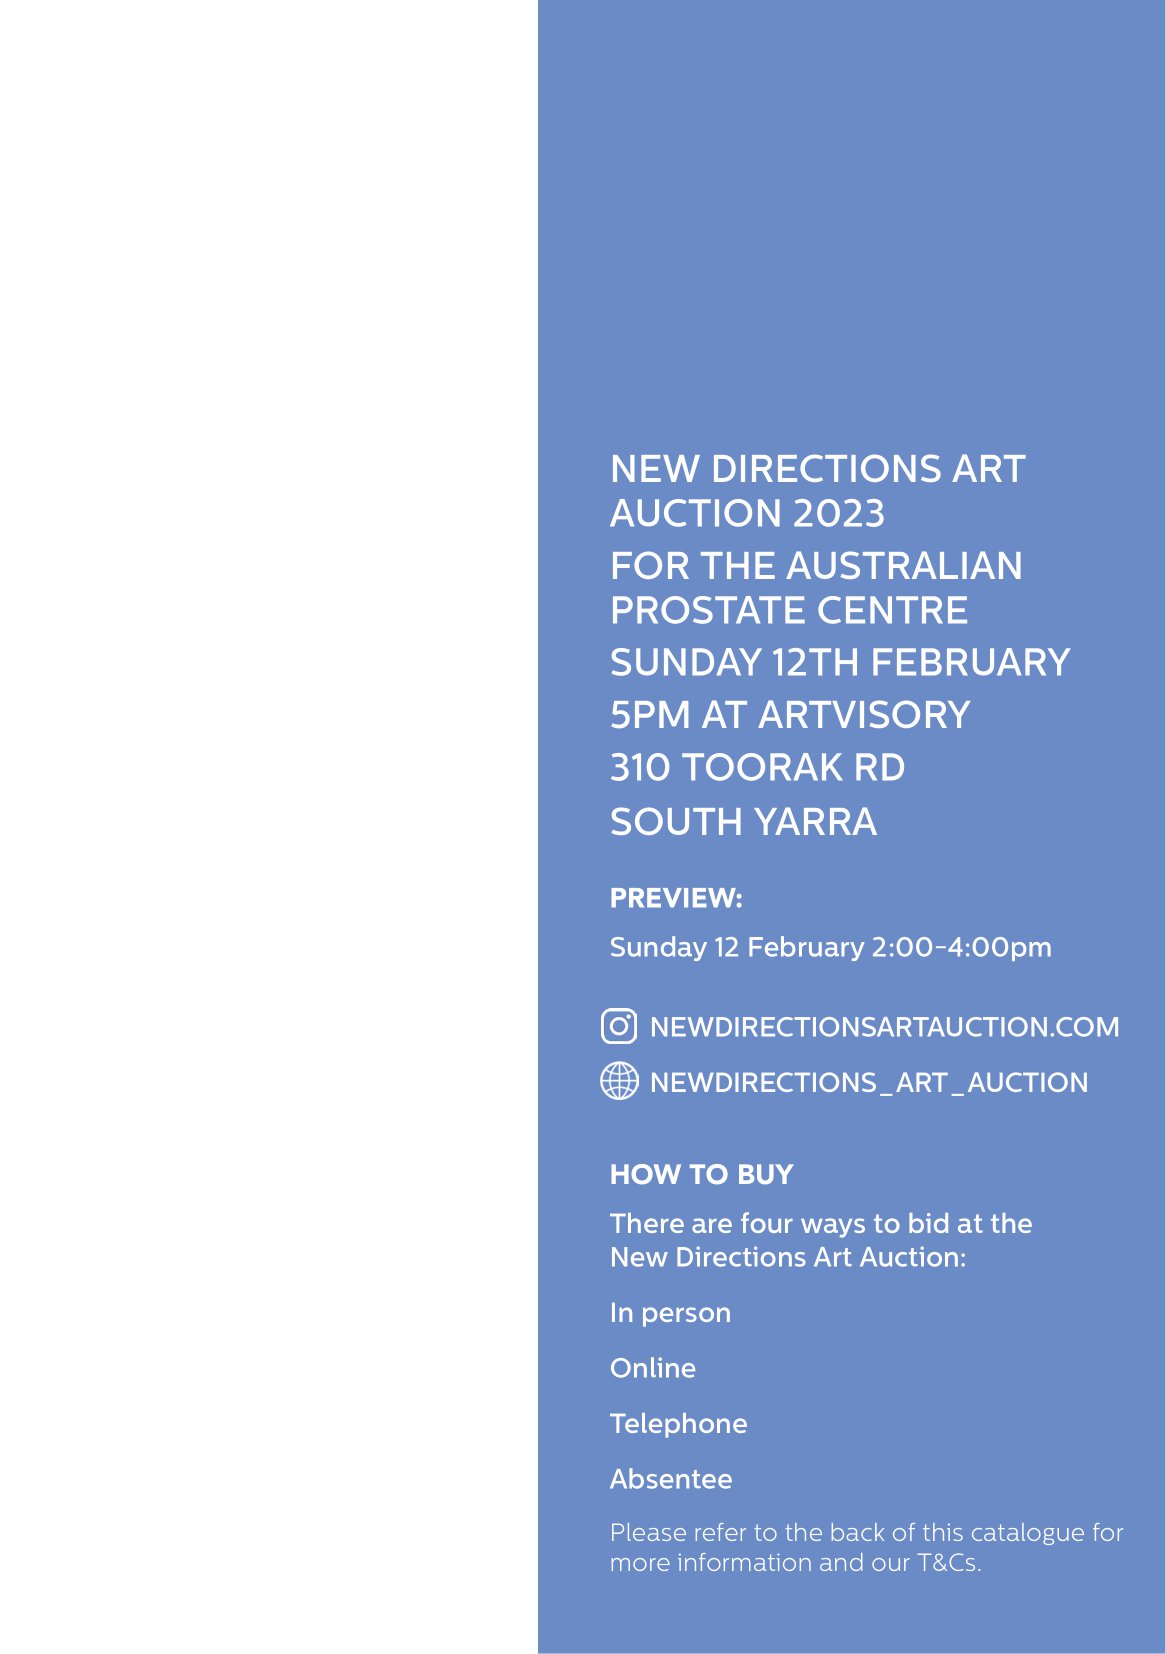 NEW DIRECTIONS ART
AUCTION 2023
FOR THE AUSTRALIAN
PROSTATE CENTRE
SUNDAY 12TH FEBRUARY
5PM AT ARTVISORY
310 TOORAK RD
SOUTH YARRA
PREVIEW:
Sunday 12 February 2:00-4:00pm
NEWDIRECTIONSARTAUCTION.COM
NEWDIRECTIONS_ART_AUCTION
HOW TO BUY
There are four ways to bid at the
New Directions Art Auction:
In person
Online
Telephone
Absentee
Please refer to the back of this catalogue for
more information and our T&Cs.